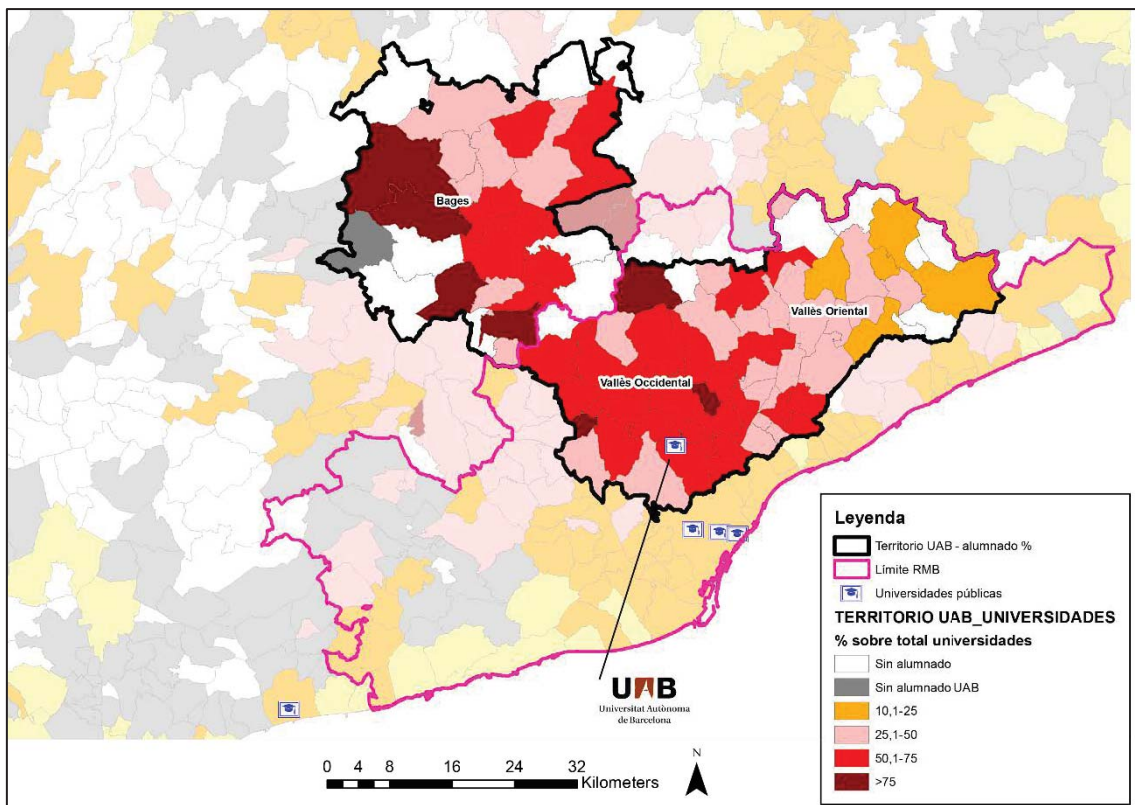 Bages
Vallès Oriental
Vallès Occidental
UAB
Universitat Autònoma
de Barcelona
N
0 4 8 16 24 32
Kilometers
Leyenda
Territorio UAB - alumnado %
Límite RMB
Universidades públicas
TERRITORIO UAB_UNIVERSIDADES
% sobre total universidades
Sin alumnado
Sin alumnado UAB
10,1-25
25,1-50
50,1-75
>75